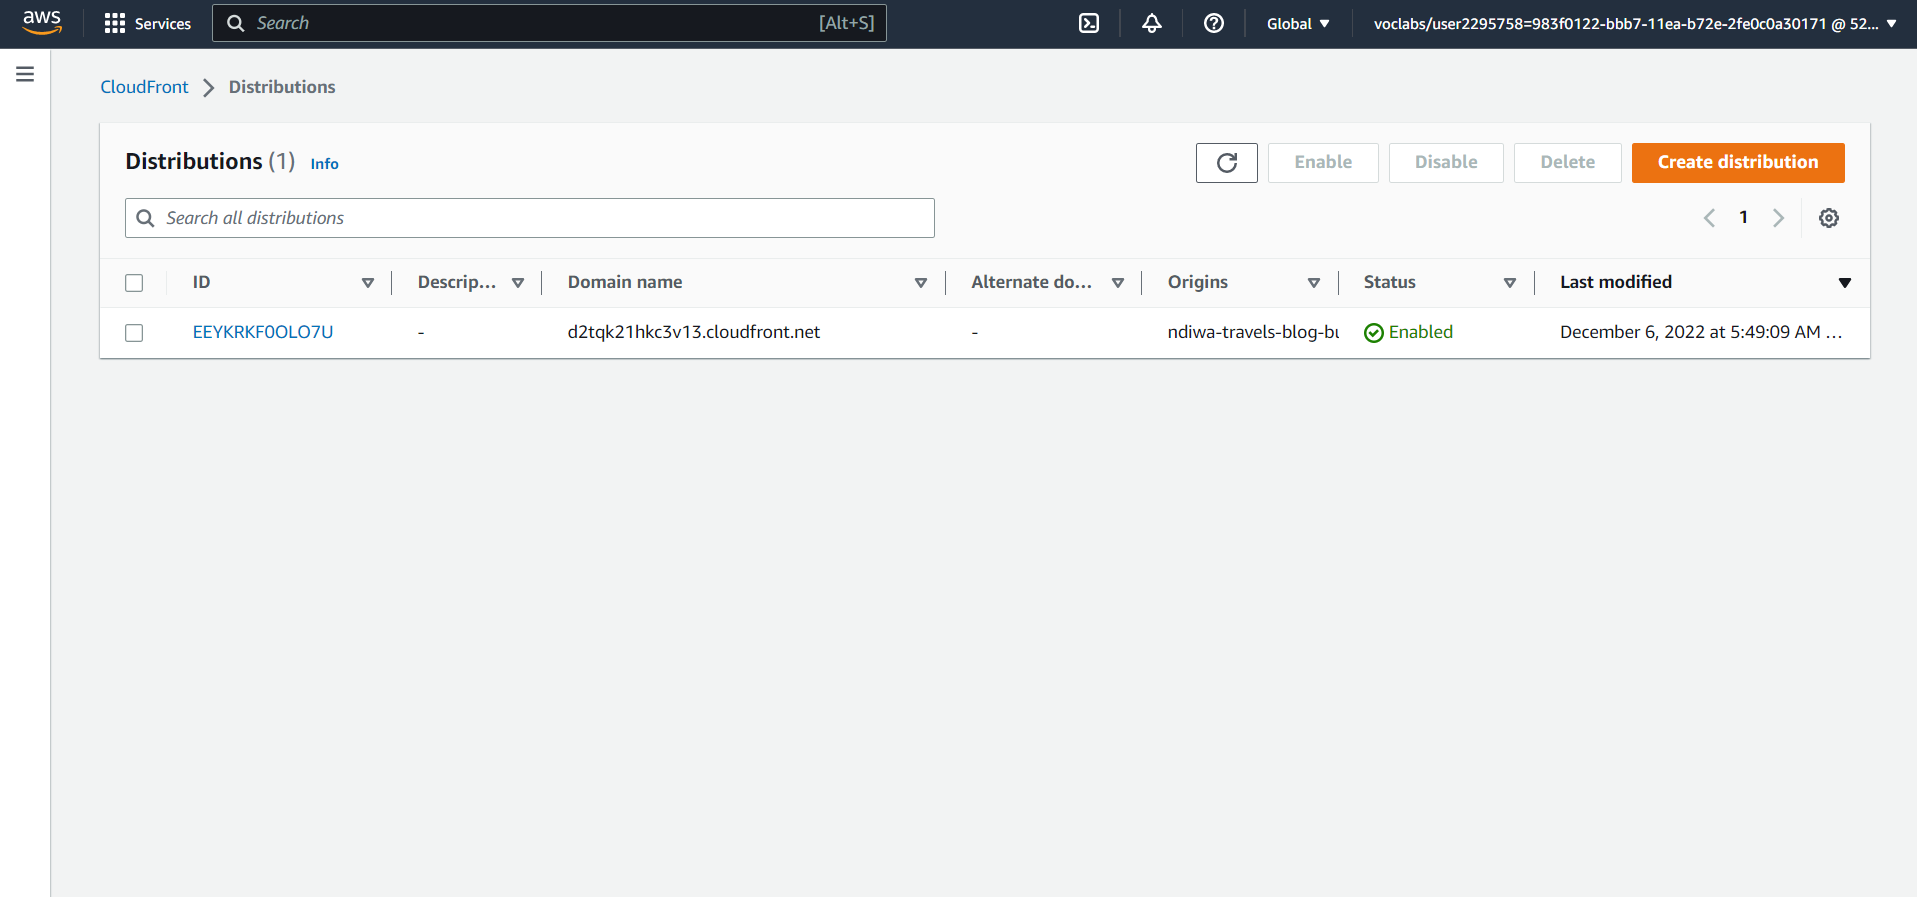 aws Services Search [Alt+S] Global voclabs/user2295758=983f0122-bbb7-11ea-b72e-2fe0c0a30171 @ 52...
CloudFront Distributions
Distributions (1) Info Enable Disable Delete Create distribution
Search all distributions 1
ID Descrip... Domain name Alternate do... Origins Status Last modified
EEYKRKF0OLO7U - d2tqk21hkc3v13.cloudfront.net - ndiwa-travels-blog-bu Enabled December 6, 2022 at 5:49:09 AM ...